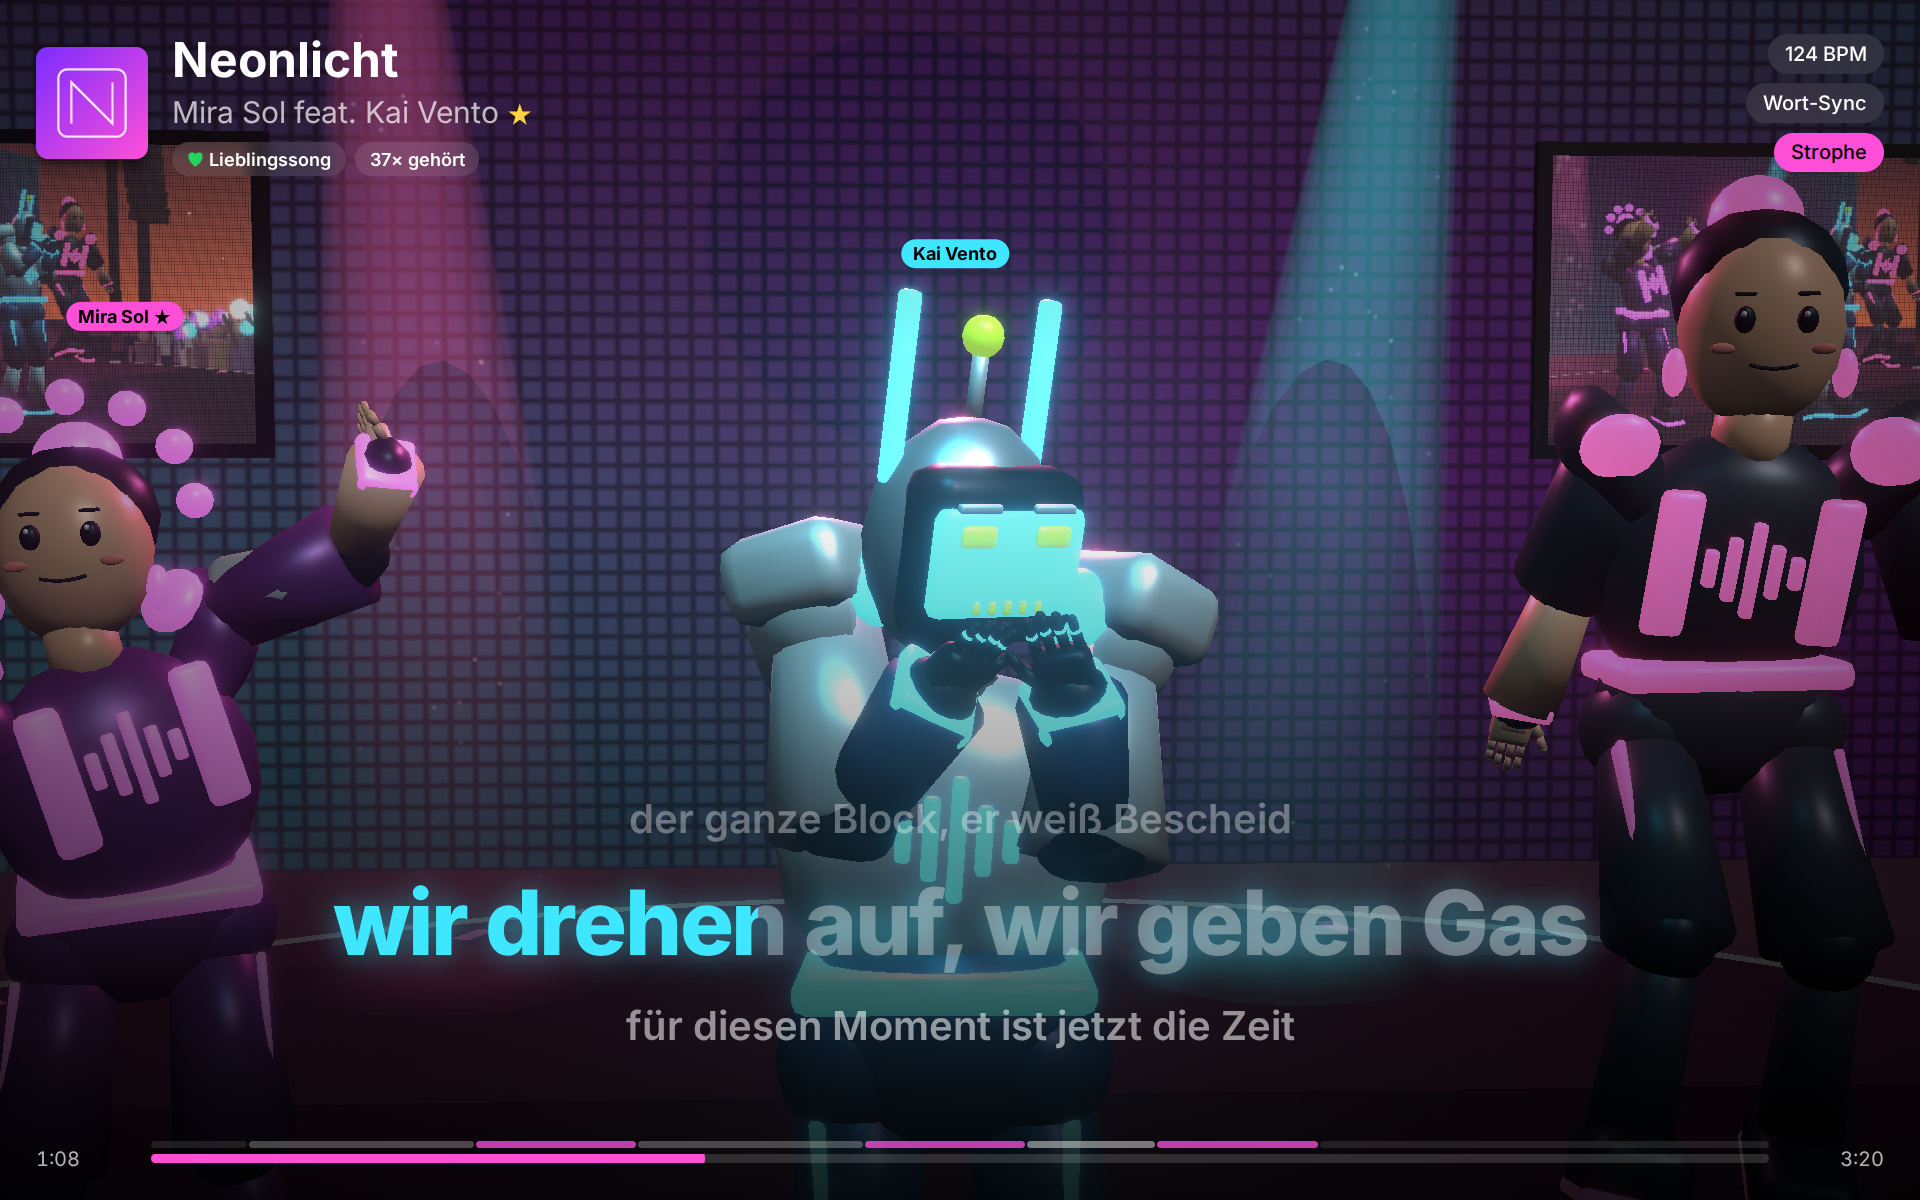 N
Neonlicht
Mira Sol feat. Kai Vento ★
Lieblingssong
37× gehört
124 BPM
Wort-Sync
Strophe
Kai Vento
Mira Sol ★
M
M
der ganze Block, er weiß Bescheid
wir drehen auf, wir geben Gas
für diesen Moment ist jetzt die Zeit
1:08
3:20